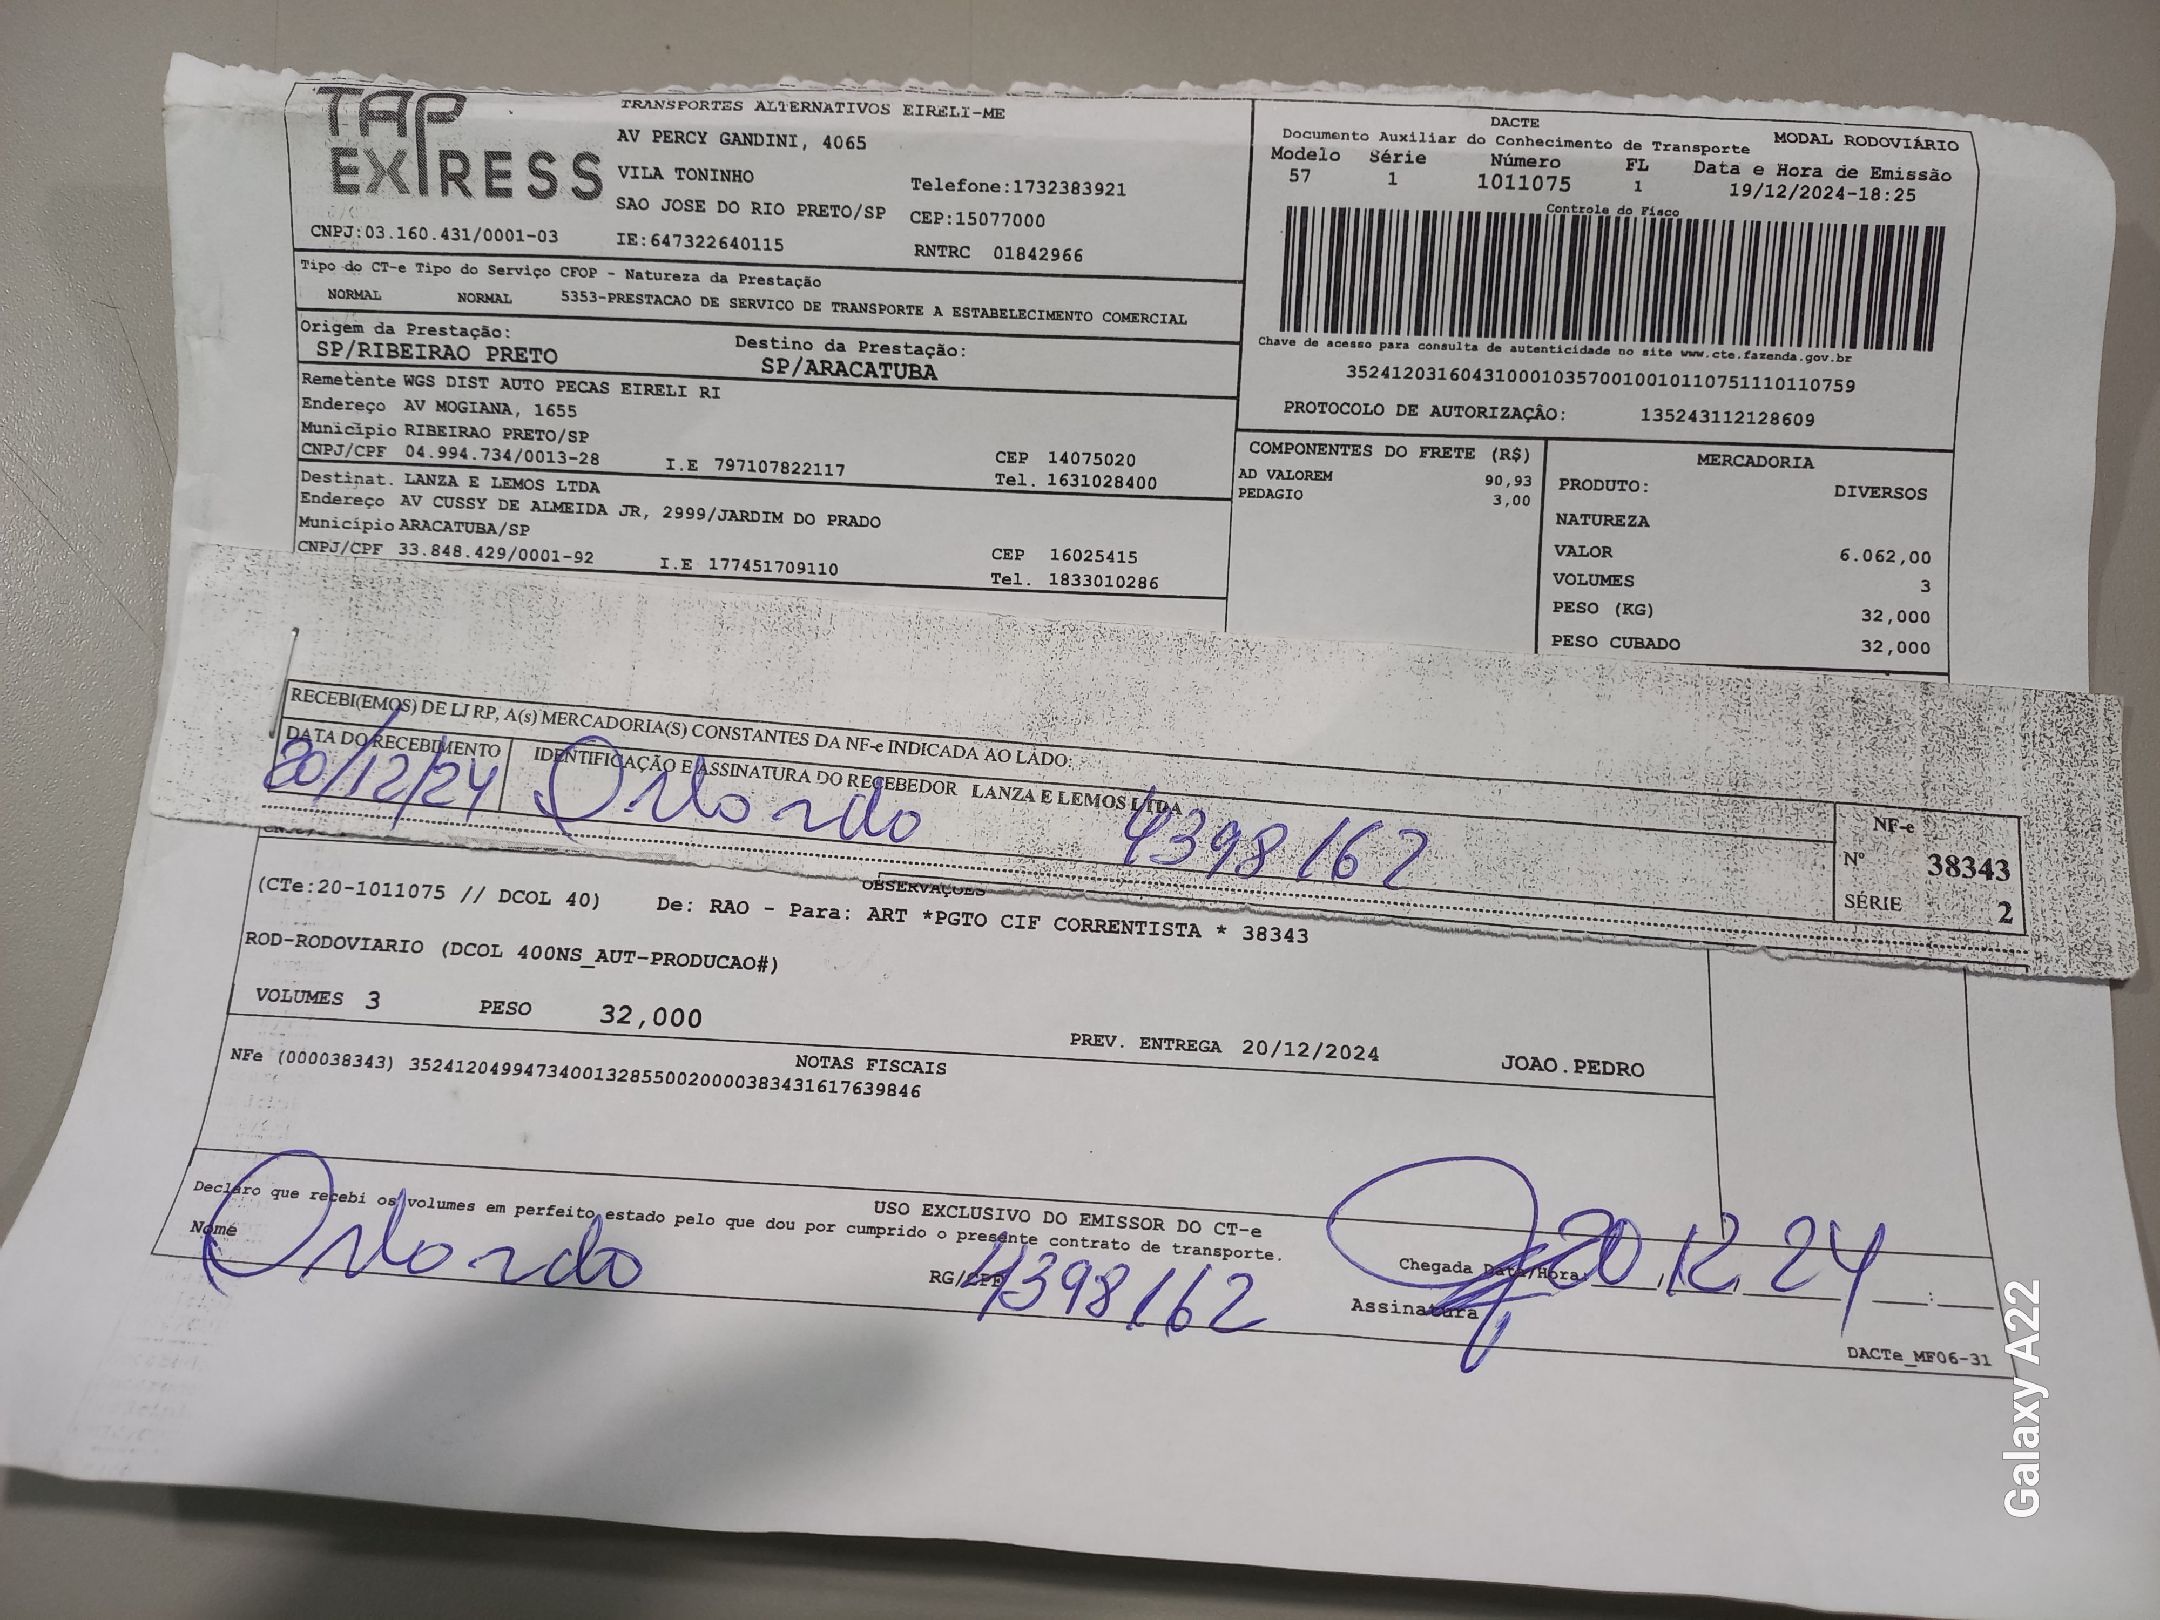 TAP EXPRESS
TRANSPORTES ALTERNATIVOS EIRELI-ME
AV PERCY GANDINI, 4065
VILA TONINHO
Telefone:1732383921
SAO JOSE DO RIO PRETO/SP CEP:15077000
CNPJ:03.160.431/0001-03 IE:647322640115 RNTRC 01842966
DACTE MODAL RODOVIÁRIO
Documento Auxiliar do Conhecimento de Transporte
Modelo Série Número FL Data e Hora de Emissão
57 1 1011075 1 19/12/2024-18:25
Controle do Fisco
Chave de acesso para consulta de autenticidade no site www.cte.fazenda.gov.br
35241203160431000103570010010110751110110759
PROTOCOLO DE AUTORIZAÇÃO: 135243112128609
Tipo do CT-e Tipo do Serviço CFOP - Natureza da Prestação
NORMAL NORMAL 5353-PRESTACAO DE SERVICO DE TRANSPORTE A ESTABELECIMENTO COMERCIAL
Origem da Prestação: Destino da Prestação:
SP/RIBEIRAO PRETO SP/ARACATUBA
Remetente WGS DIST AUTO PECAS EIRELI RI
Endereço AV MOGIANA, 1655
Município RIBEIRAO PRETO/SP
CNPJ/CPF 04.994.734/0013-28 I.E 797107822117 CEP 14075020
Tel. 1631028400
Destinat. LANZA E LEMOS LTDA
Endereço AV CUSSY DE ALMEIDA JR, 2999/JARDIM DO PRADO
Município ARACATUBA/SP
CNPJ/CPF 33.848.429/0001-92 I.E 177451709110 CEP 16025415
Tel. 1833010286
COMPONENTES DO FRETE (R$)
AD VALOREM 90,93
PEDAGIO 3,00
MERCADORIA
PRODUTO: DIVERSOS
NATUREZA
VALOR 6.062,00
VOLUMES 3
PESO (KG) 32,000
PESO CUBADO 32,000
RECEBI(EMOS) DE LJ RP, A(s) MERCADORIA(S) CONSTANTES DA NF-e INDICADA AO LADO:
DATA DO RECEBIMENTO IDENTIFICAÇÃO E ASSINATURA DO RECEBEDOR LANZA E LEMOS LTDA
20/12/24 Orlando 4398162
NF-e
Nº 38343
SÉRIE 2
OBSERVAÇÕES
(CTe:20-1011075 // DCOL 40) De: RAO - Para: ART *PGTO CIF CORRENTISTA * 38343
ROD-RODOVIARIO (DCOL 400NS_AUT-PRODUCAO#)
VOLUMES 3 PESO 32,000 PREV. ENTREGA 20/12/2024 JOAO.PEDRO
NOTAS FISCAIS
NFe (000038343) 35241204994734001328550020000383431617639846
USO EXCLUSIVO DO EMISSOR DO CT-e
Declaro que recebi os volumes em perfeito estado pelo que dou por cumprido o presente contrato de transporte.
Nome Orlando RG/CPF 4398162 Chegada Data/Hora: 20 12 24
Assinatura
DACTe_MF06-31
Galaxy A22